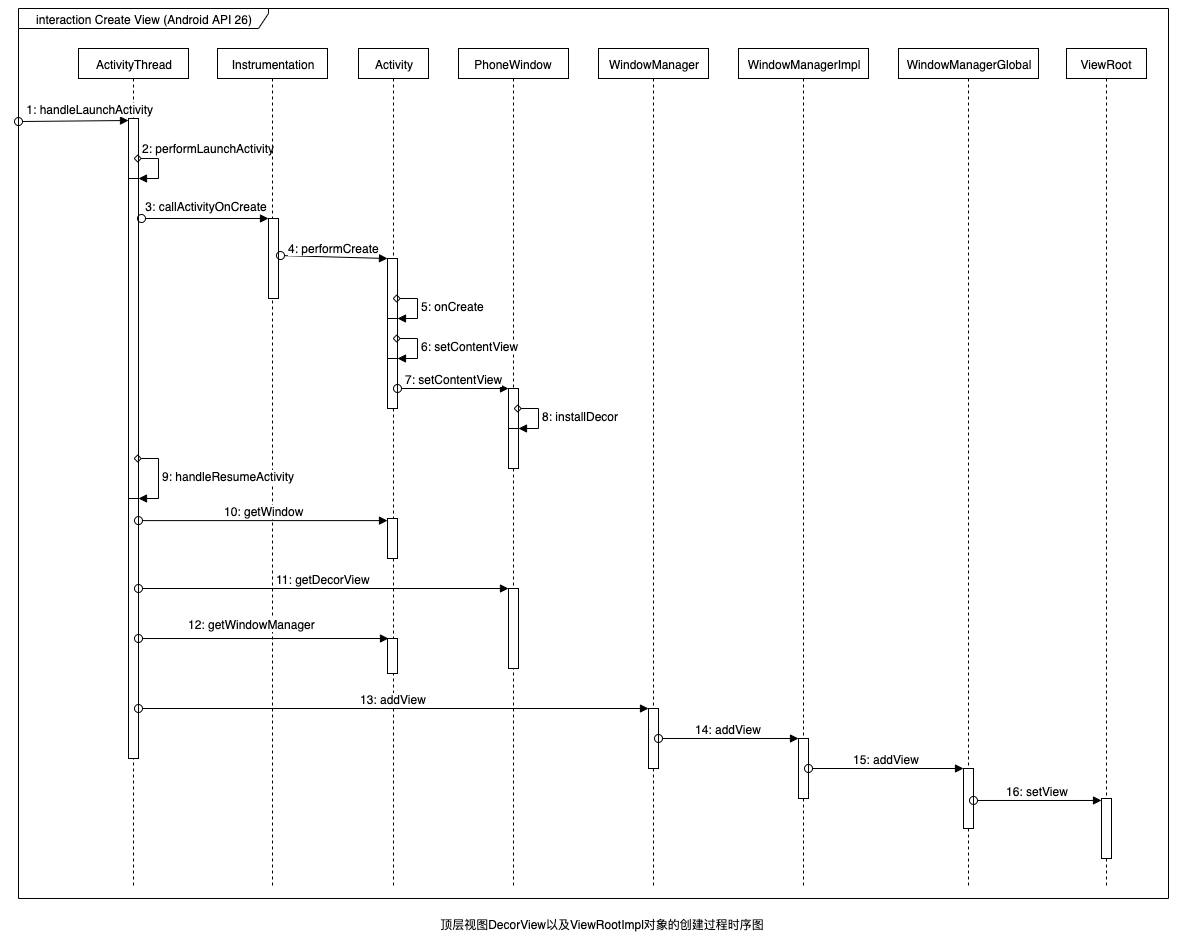 interaction Create View (Android API 26)
ActivityThread
Instrumentation
Activity
PhoneWindow
WindowManager
WindowManagerImpl
WindowManagerGlobal
ViewRoot
1: handleLaunchActivity
2: performLaunchActivity
3: callActivityOnCreate
4: performCreate
5: onCreate
6: setContentView
7: setContentView
8: installDecor
9: handleResumeActivity
10: getWindow
11: getDecorView
12: getWindowManager
13: addView
14: addView
15: addView
16: setView
顶层视图DecorView以及ViewRootImpl对象的创建过程时序图